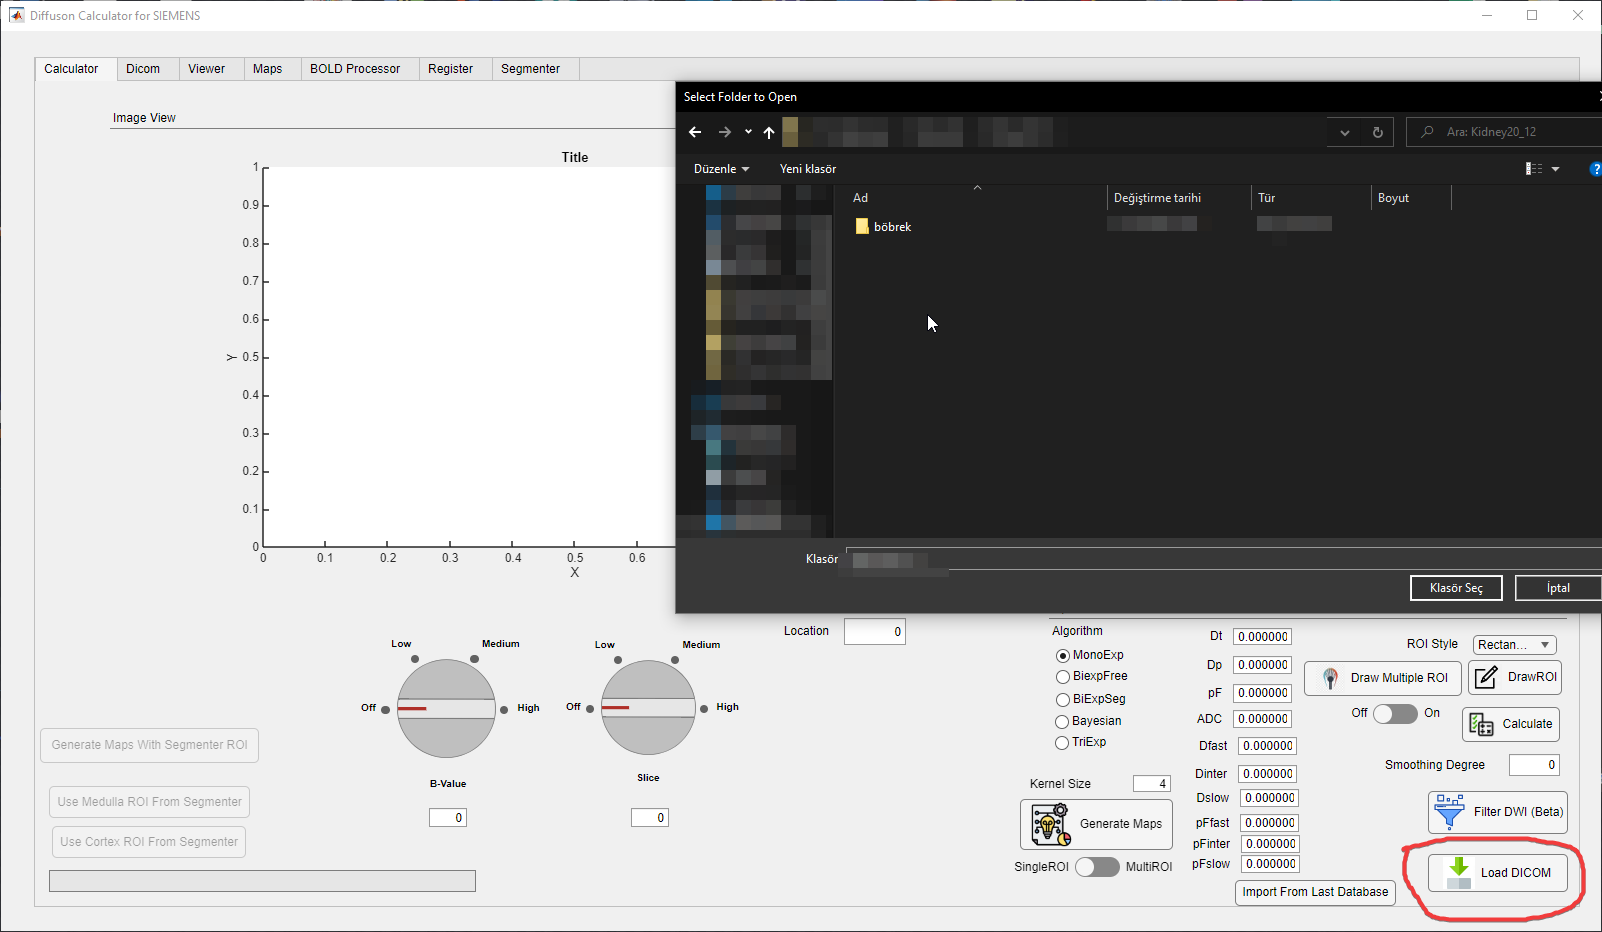 Diffuson Calculator for SIEMENS
Calculator
Dicom
Viewer
Maps
BOLD Processor
Register
Segmenter
Image View
Title
1
0.9
0.8
0.7
0.6
0.5
0.4
0.3
0.2
0.1
0
Y
0
0.1
0.2
0.3
0.4
0.5
0.6
X
Select Folder to Open
Ara: Kidney20_12
Düzenle
Yeni klasör
?
Ad
Değiştirme tarihi
Tür
Boyut
böbrek
Klasör
Klasör Seç
İptal
Location
0
Low
Medium
Off
High
B-Value
0
Low
Medium
Off
High
Slice
0
Generate Maps With Segmenter ROI
Use Medulla ROI From Segmenter
Use Cortex ROI From Segmenter
Algorithm
MonoExp
BiexpFree
BiExpSeg
Bayesian
TriExp
Kernel Size
4
Generate Maps
SingleROI
MultiROI
Dt
0.000000
Dp
0.000000
pF
0.000000
ADC
0.000000
Dfast
0.000000
Dinter
0.000000
Dslow
0.000000
pFfast
0.000000
pFinter
0.000000
pFslow
0.000000
Import From Last Database
ROI Style
Rectan...
Draw Multiple ROI
DrawROI
Off
On
Calculate
Smoothing Degree
0
Filter DWI (Beta)
Load DICOM